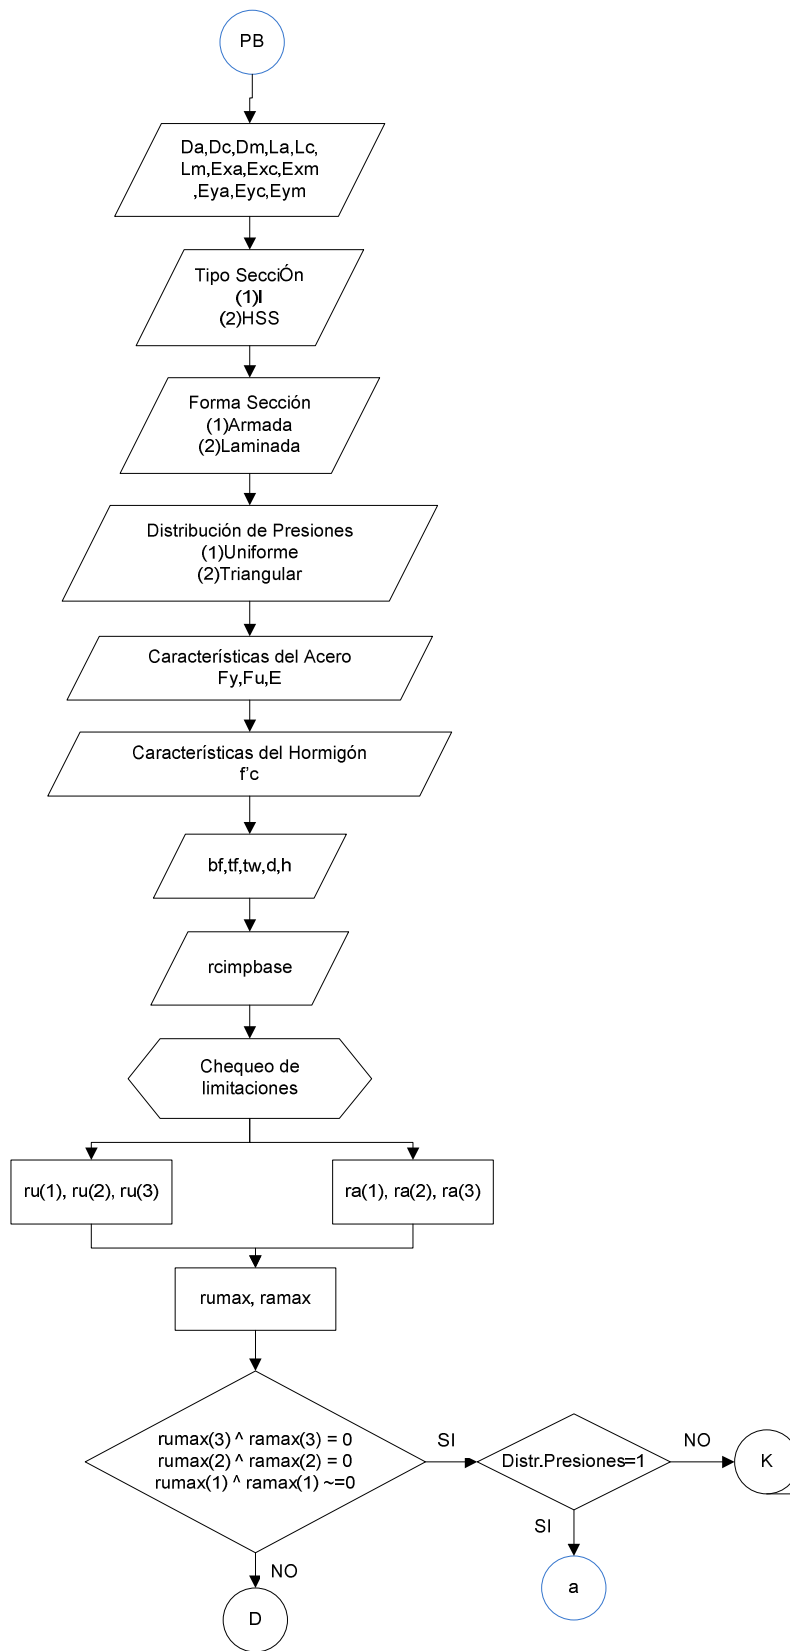 PB
Da,Dc,Dm,La,Lc,
Lm,Exa,Exc,Exm
,Eya,Eyc,Eym
Tipo SecciÓn
(1)I
(2)HSS
Forma Sección
(1)Armada
(2)Laminada
Distribución de Presiones
(1)Uniforme
(2)Triangular
Características del Acero
Fy,Fu,E
Características del Hormigón
f'c
bf,tf,tw,d,h
rcimpbase
Chequeo de
limitaciones
ru(1), ru(2), ru(3)
ra(1), ra(2), ra(3)
rumax, ramax
rumax(3) ^ ramax(3) = 0
rumax(2) ^ ramax(2) = 0
rumax(1) ^ ramax(1) ~=0
SI
Distr.Presiones=1
NO
K
SI
a
NO
D